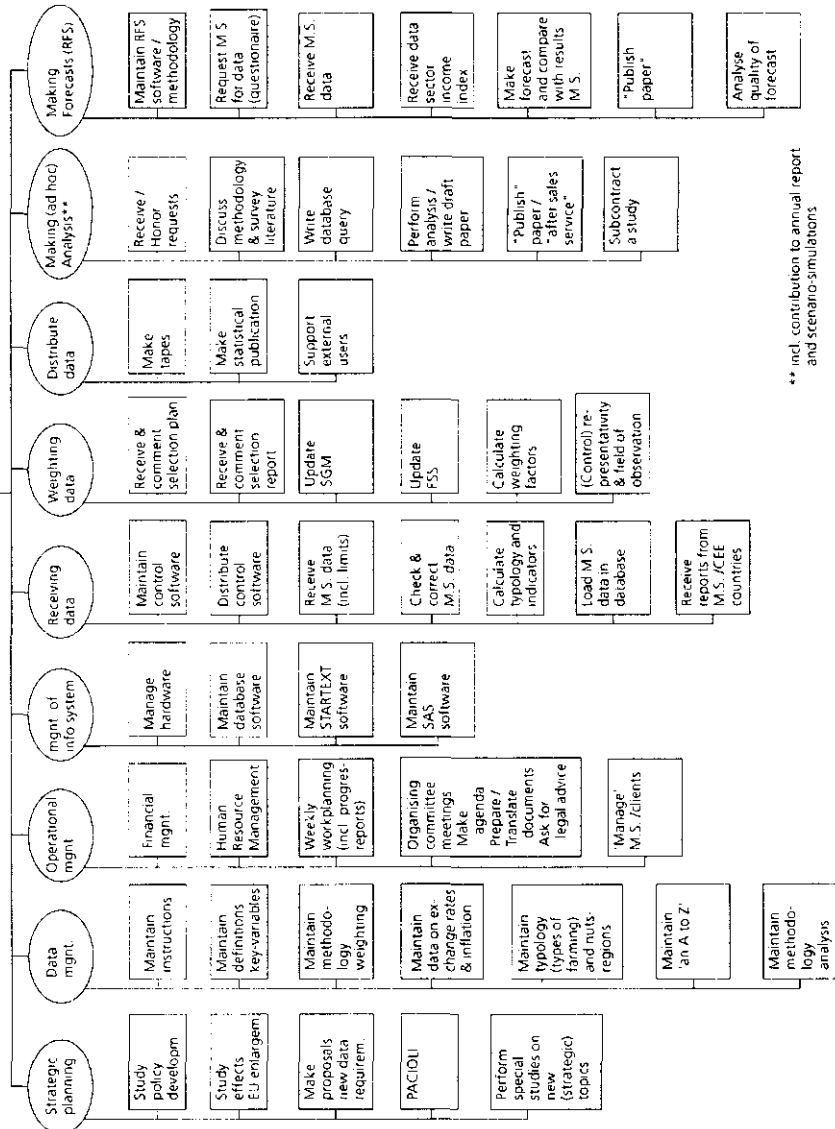 Strategic
planning
Study
policy
developm
Study
effects
EU enlargem
Make
proposals
new data
requirem.
PACIOLI
Perform
special
studies on
new
(strategic)
topics
Data
mgnt.
Maintain
instructions
Maintain
definitions
key-variables
Maintain
methodo-
logy
weighting
Maintain
data on ex-
change rates
& inflation
Maintain
typology
(types of
farming)
and nuts-
regions
Maintain
'an A to Z'
Maintain
methodo-
logy
analysis
Operational
mgnt
Financial
mgnt.
Human
Resource
Management
Weekly
workplanning
(incl progres-
reports)
Organising
committee
meetings
Make
agenda
Prepare /
Translate
documents
Ask for
legal advice
'Manage'
M.S./clients
mgnt of
info system
Manage
hardware
Maintain
database
software
Maintain
STARTEXT
software
Maintain
SAS
software
Receiving
data
Maintain
control
software
Distribute
control
software
Receive
M.S. data
(incl. limits)
Check &
correct
M.S. data
Calculate
typology and
indicators
Load M.S.
data in
database
Receive
reports from
M.S./CEE
countries
Weighting
data
Receive &
comment
selection plan
Receive &
comment
selection
report
Update
SGM
Update
FSS
Calculate
weighting
factors
(Control) re-
presentativity
& field of
observation
Distribute
data
Make
tapes
Make
statistical
publication
Support
external
users
Making (ad hoc)
Analysis**
Receive /
Honor
requests
Discuss
methodology
& survey
literature
Write
database
query
Perform
analysis /
write draft
paper
"Publish"
paper /
"after sales
service"
Subcontract
a study
Making
Forecasts (RFS)
Maintain RFS
software /
methodology
Request M.S
for data
(questionaire)
Receive M.S.
data
Receive data
sector
income
index
Make
forecast
and compare
with results
M.S.
"Publish
paper"
Analyse
quality of
forecast
** incl. contribution to annual report
and scenario-simulations